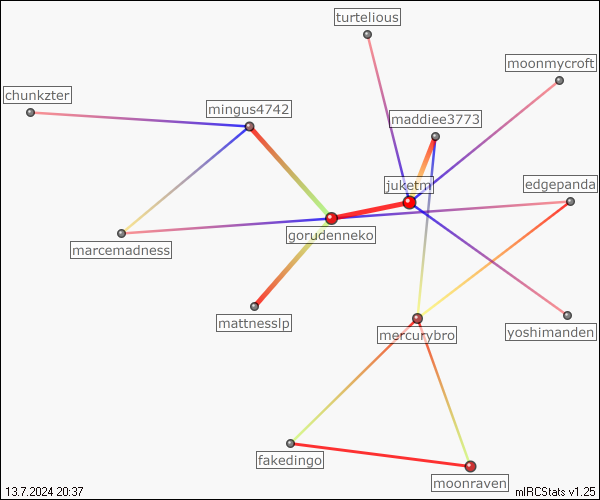 turtelious
moonmycroft
chunkzter
mingus4742
maddiee3773
juketm
edgepanda
gorudenneko
marcemadness
mattnesslp
mercurybro
yoshimanden
fakedingo
moonraven
13.7.2024 20:37
mIRCStats v1.25